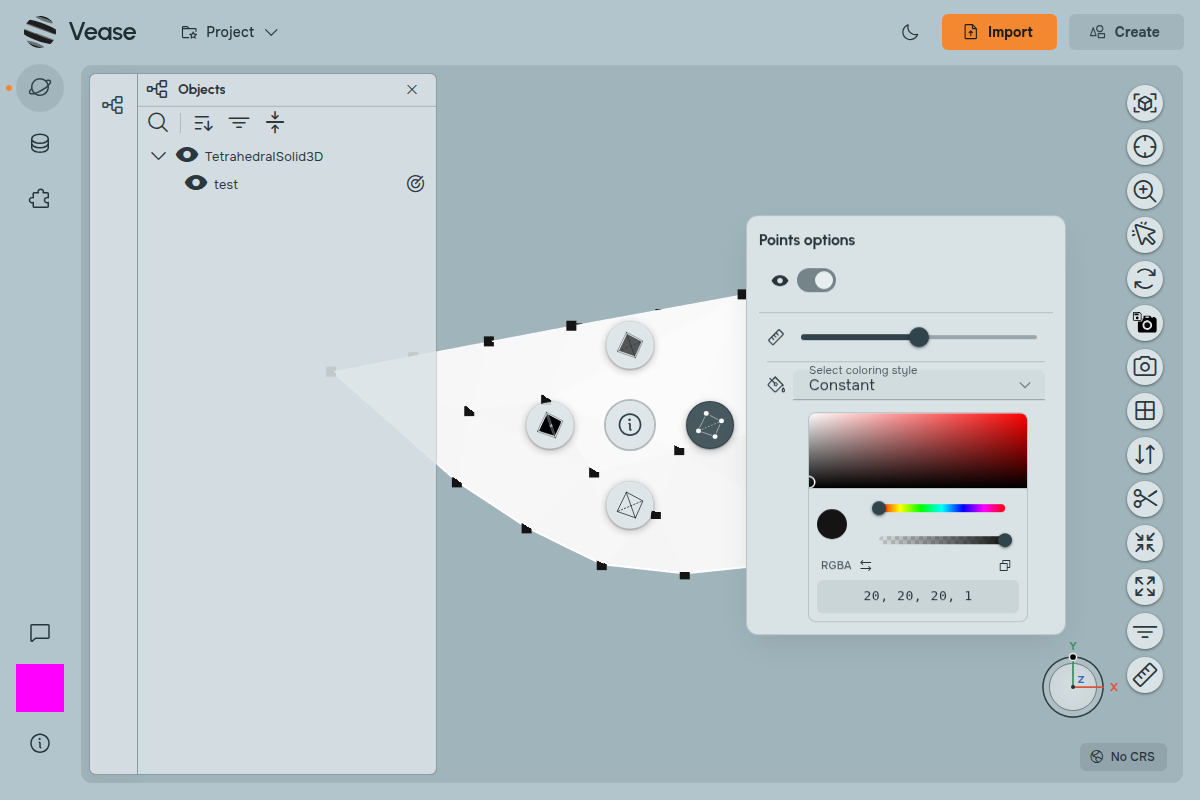 Vease
Project
Import
Create
Objects
TetrahedralSolid3D
test
Points options
Select coloring style
Constant
RGBA
20, 20, 20, 1
Y
Z
X
No CRS